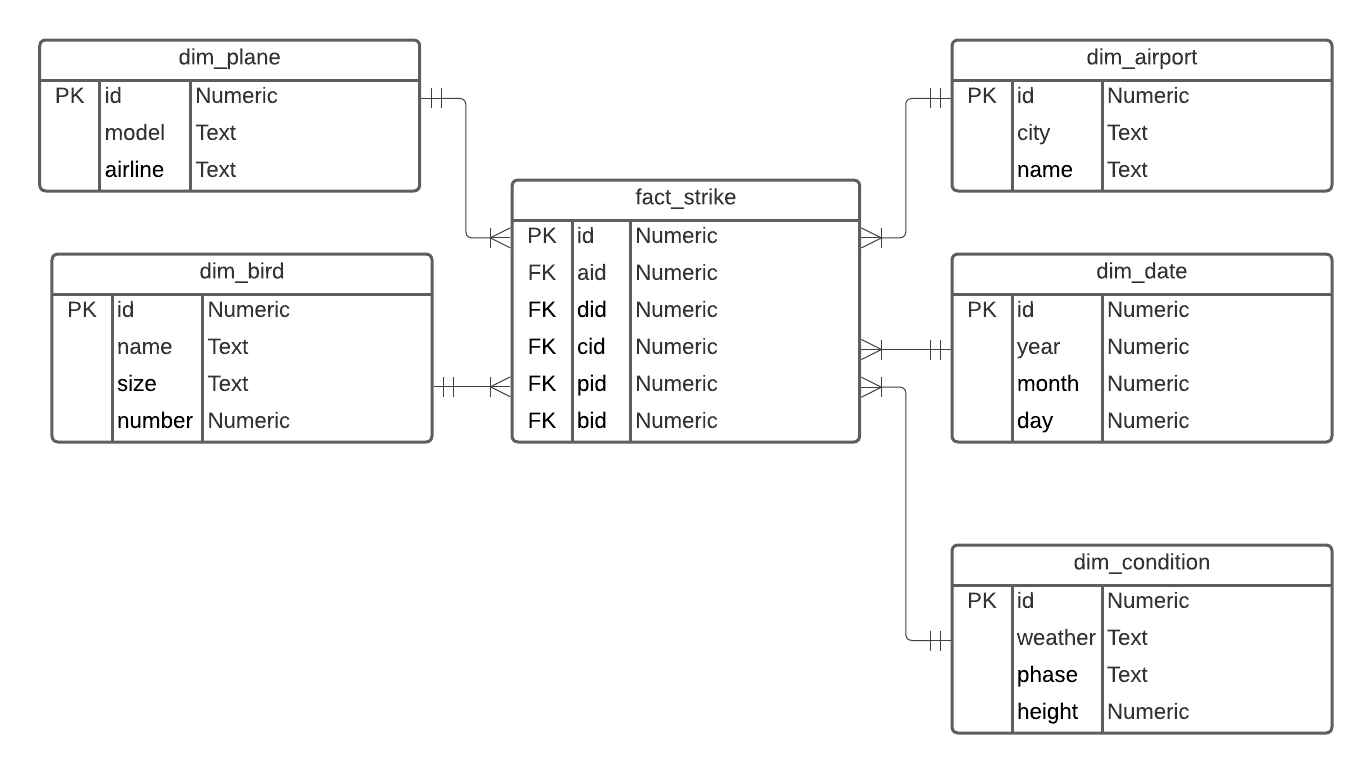 dim_plane
PK id Numeric
model Text
airline Text
dim_bird
PK id Numeric
name Text
size Text
number Numeric
fact_strike
PK id Numeric
FK aid Numeric
FK did Numeric
FK cid Numeric
FK pid Numeric
FK bid Numeric
dim_airport
PK id Numeric
city Text
name Text
dim_date
PK id Numeric
year Numeric
month Numeric
day Numeric
dim_condition
PK id Numeric
weather Text
phase Text
height Numeric